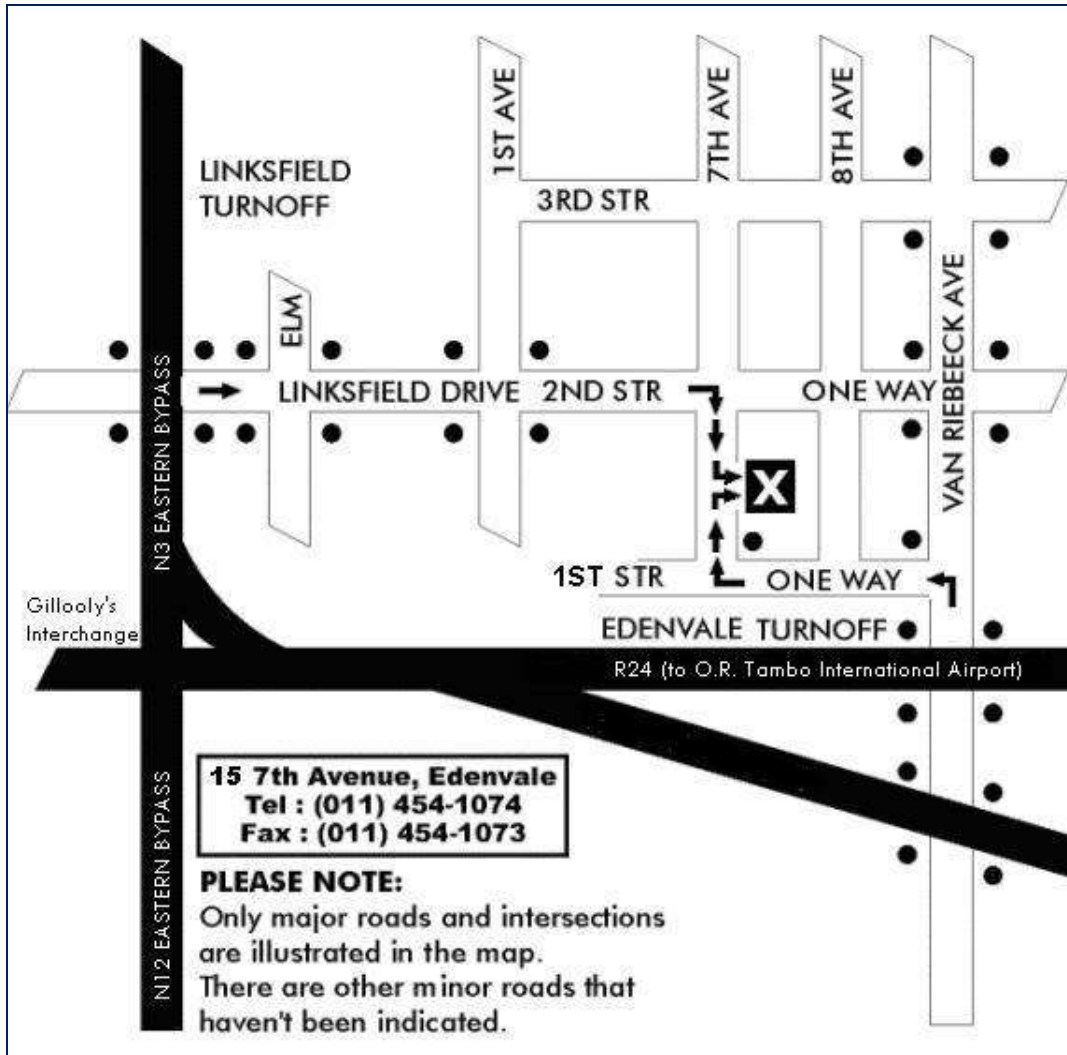 1ST AVE
7TH AVE
8TH AVE
LINKSFIELD
TURNOFF
3RD STR
ELM
VAN RIEBEECK AVE
LINKSFIELD DRIVE
2ND STR
ONE WAY
N3 EASTERN BYPASS
X
1ST STR
ONE WAY
Gillooly's
Interchange
EDENVALE TURNOFF
R24 (to O.R. Tambo International Airport)
N12 EASTERN BYPASS
15 7th Avenue, Edenvale
Tel : (011) 454-1074
Fax : (011) 454-1073
PLEASE NOTE:
Only major roads and intersections
are illustrated in the map.
There are other minor roads that
haven't been indicated.